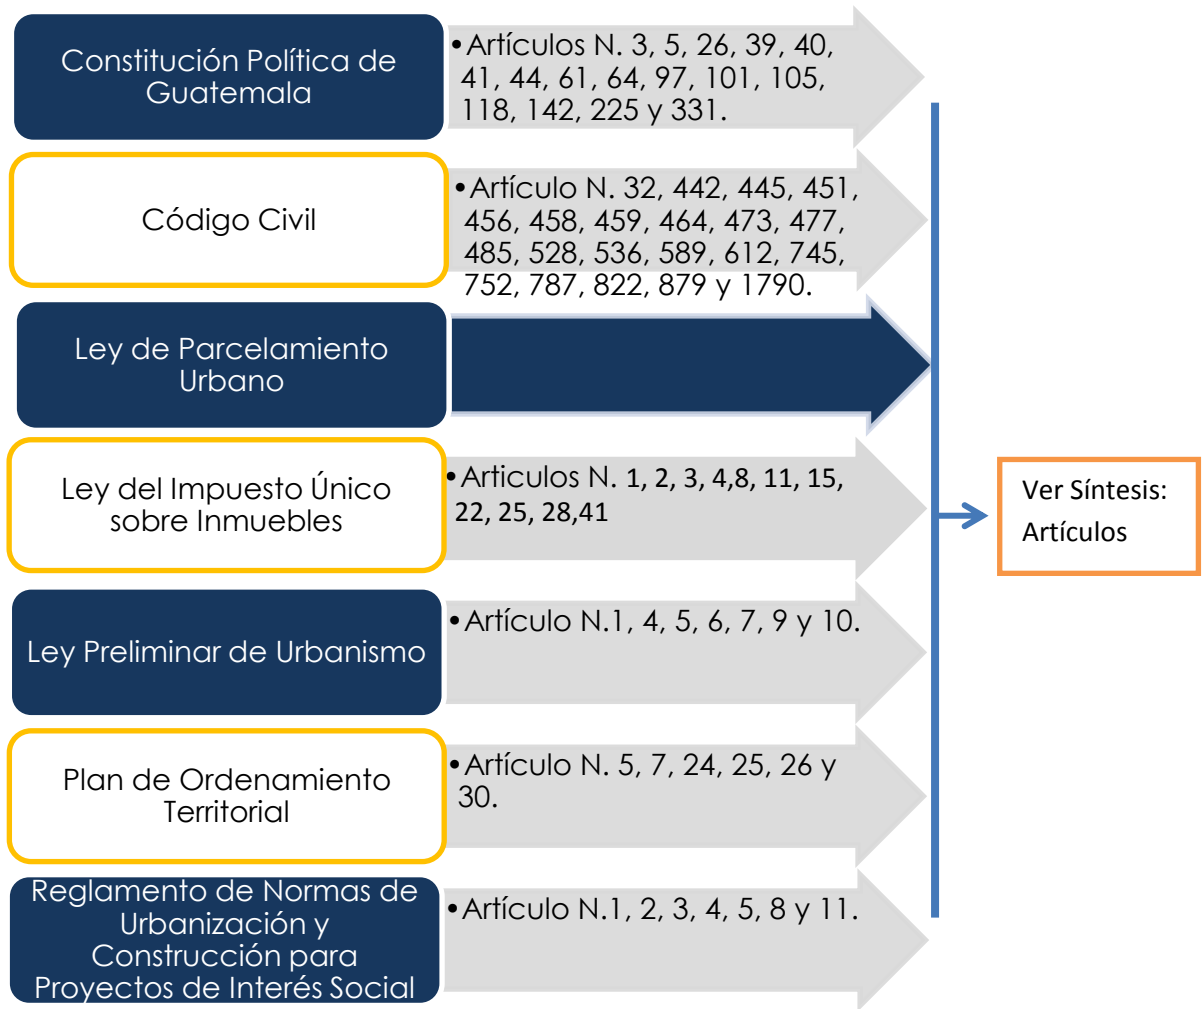 Constitución Política de
Guatemala
•Artículos N. 3, 5, 26, 39, 40,
41, 44, 61, 64, 97, 101, 105,
118, 142, 225 y 331.
Código Civil
•Artículo N. 32, 442, 445, 451,
456, 458, 459, 464, 473, 477,
485, 528, 536, 589, 612, 745,
752, 787, 822, 879 y 1790.
Ley de Parcelamiento
Urbano
Ley del Impuesto Único
sobre Inmuebles
•Articulos N. 1, 2, 3, 4,8, 11, 15,
22, 25, 28,41
Ley Preliminar de Urbanismo
•Artículo N.1, 4, 5, 6, 7, 9 y 10.
Plan de Ordenamiento
Territorial
•Artículo N. 5, 7, 24, 25, 26 y
30.
Reglamento de Normas de
Urbanización y
Construcción para
Proyectos de Interés Social
•Artículo N.1, 2, 3, 4, 5, 8 y 11.
Ver Síntesis:
Artículos